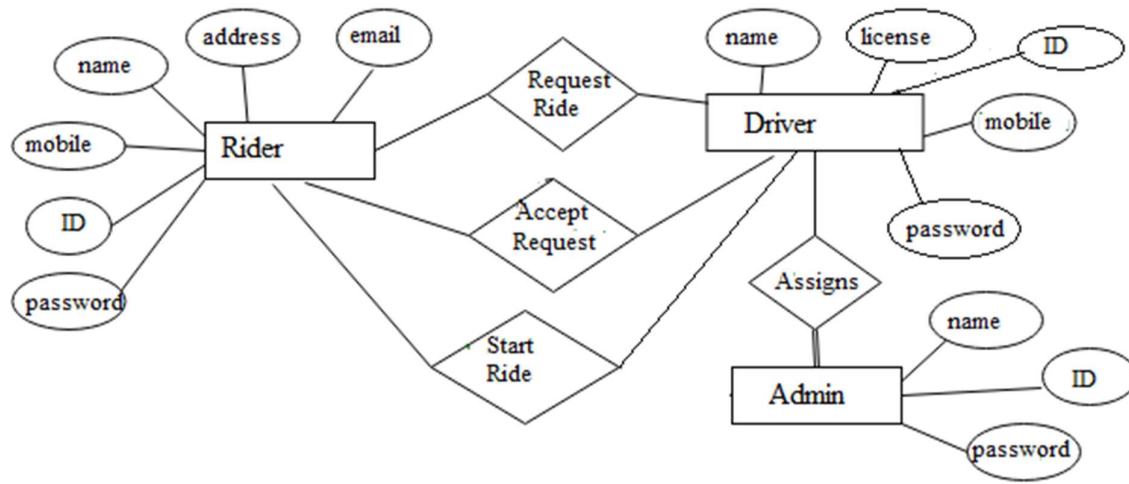 address
email
name
mobile
ID
password
Rider
Request
Ride
Accept
Request
Start
Ride
name
license
ID
mobile
password
Driver
Assigns
name
ID
password
Admin